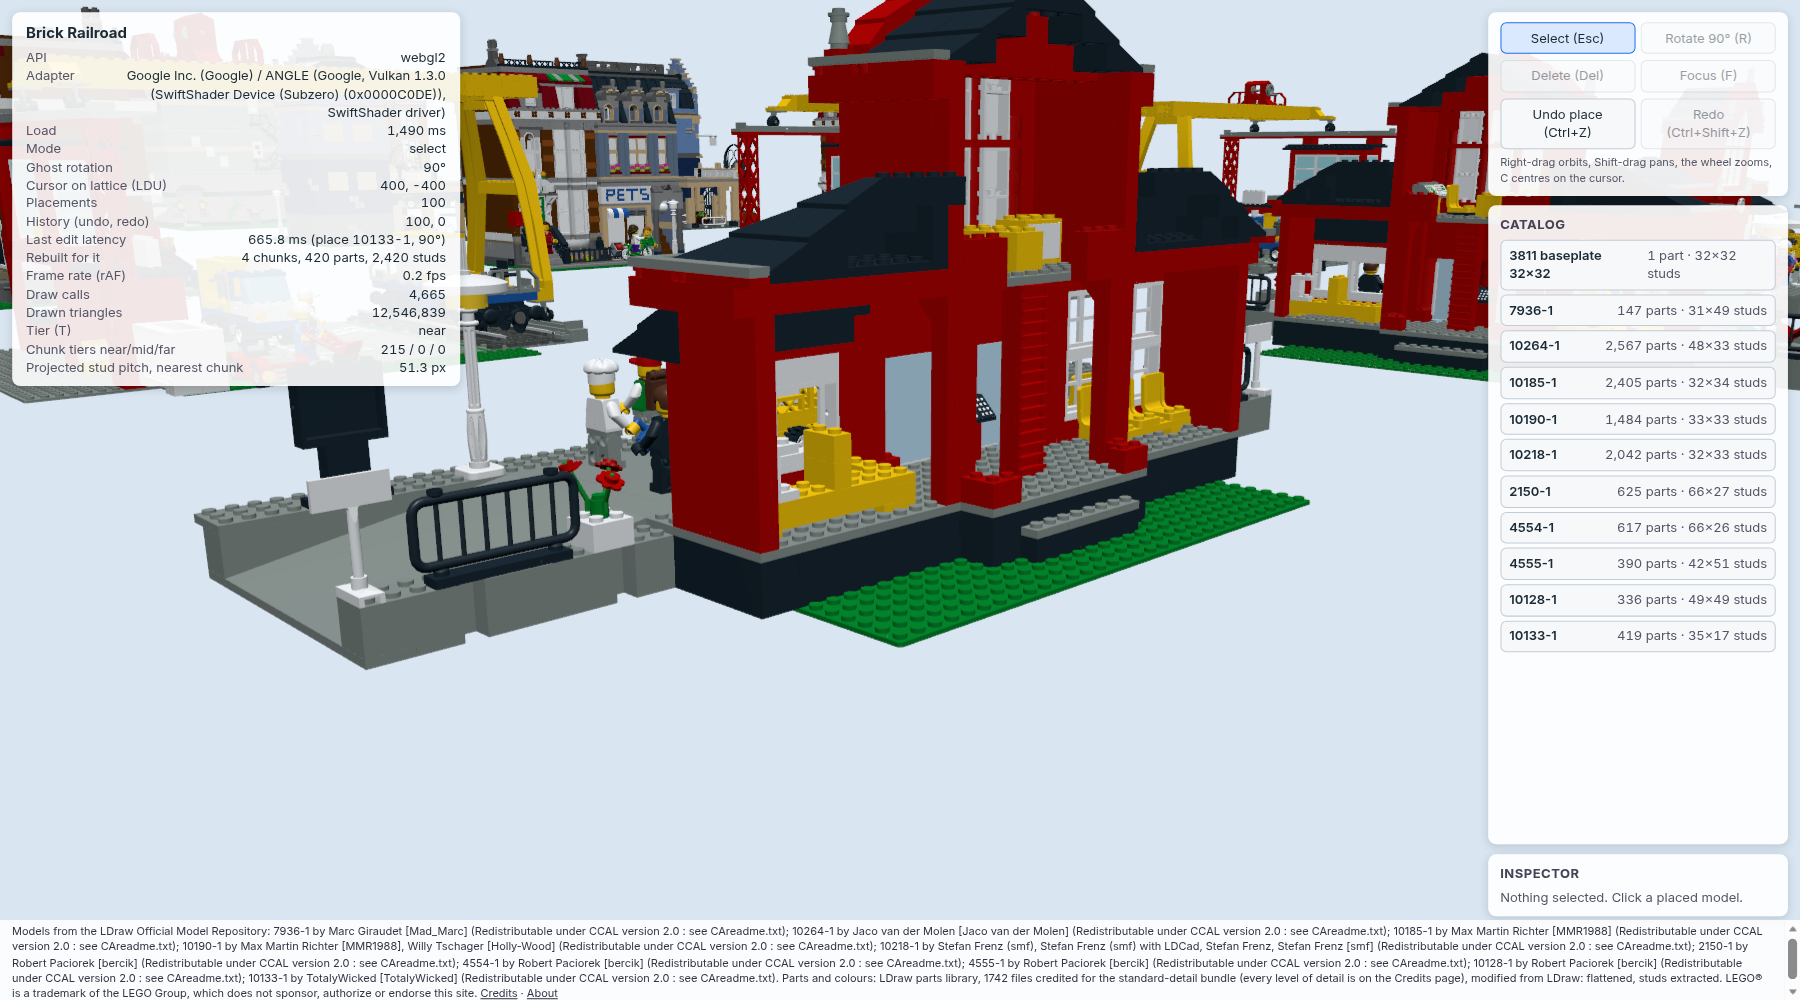 Brick Railroad
API webgl2
Adapter Google Inc. (Google) / ANGLE (Google, Vulkan 1.3.0
(SwiftShader Device (Subzero) (0x0000C0DE)),
SwiftShader driver)
Load 1,490 ms
Mode select
Ghost rotation 90°
Cursor on lattice (LDU) 400, -400
Placements 100
History (undo, redo) 100, 0
Last edit latency 665.8 ms (place 10133-1, 90°)
Rebuilt for it 4 chunks, 420 parts, 2,420 studs
Frame rate (rAF) 0.2 fps
Draw calls 4,665
Drawn triangles 12,546,839
Tier (T) near
Chunk tiers near/mid/far 215 / 0 / 0
Projected stud pitch, nearest chunk 51.3 px
PETS
Select (Esc) Rotate 90° (R)
Delete (Del) Focus (F)
Undo place Redo
(Ctrl+Z) (Ctrl+Shift+Z)
Right-drag orbits, Shift-drag pans, the wheel zooms,
C centres on the cursor.
CATALOG
3811 baseplate 1 part · 32×32
32×32 studs
7936-1 147 parts · 31×49 studs
10264-1 2,567 parts · 48×33 studs
10185-1 2,405 parts · 32×34 studs
10190-1 1,484 parts · 33×33 studs
10218-1 2,042 parts · 32×33 studs
2150-1 625 parts · 66×27 studs
4554-1 617 parts · 66×26 studs
4555-1 390 parts · 42×51 studs
10128-1 336 parts · 49×49 studs
10133-1 419 parts · 35×17 studs
INSPECTOR
Nothing selected. Click a placed model.
Models from the LDraw Official Model Repository: 7936-1 by Marc Giraudet [Mad_Marc] (Redistributable under CCAL version 2.0 : see CAreadme.txt); 10264-1 by Jaco van der Molen [Jaco van der Molen] (Redistributable under CCAL version 2.0 : see CAreadme.txt); 10185-1 by Max Martin Richter [MMR1988] (Redistributable under CCAL
version 2.0 : see CAreadme.txt); 10190-1 by Max Martin Richter [MMR1988], Willy Tschager [Holly-Wood] (Redistributable under CCAL version 2.0 : see CAreadme.txt); 10218-1 by Stefan Frenz (smf), Stefan Frenz (smf) with LDCad, Stefan Frenz, Stefan Frenz [smf] (Redistributable under CCAL version 2.0 : see CAreadme.txt); 2150-1 by
Robert Paciorek [bercik] (Redistributable under CCAL version 2.0 : see CAreadme.txt); 4554-1 by Robert Paciorek [bercik] (Redistributable under CCAL version 2.0 : see CAreadme.txt); 4555-1 by Robert Paciorek [bercik] (Redistributable under CCAL version 2.0 : see CAreadme.txt); 10128-1 by Robert Paciorek [bercik] (Redistributable
under CCAL version 2.0 : see CAreadme.txt); 10133-1 by TotalyWicked [TotalyWicked] (Redistributable under CCAL version 2.0 : see CAreadme.txt). Parts and colours: LDraw parts library, 1742 files credited for the standard-detail bundle (every level of detail is on the Credits page), modified from LDraw: flattened, studs extracted. LEGO®
is a trademark of the LEGO Group, which does not sponsor, authorize or endorse this site. Credits · About